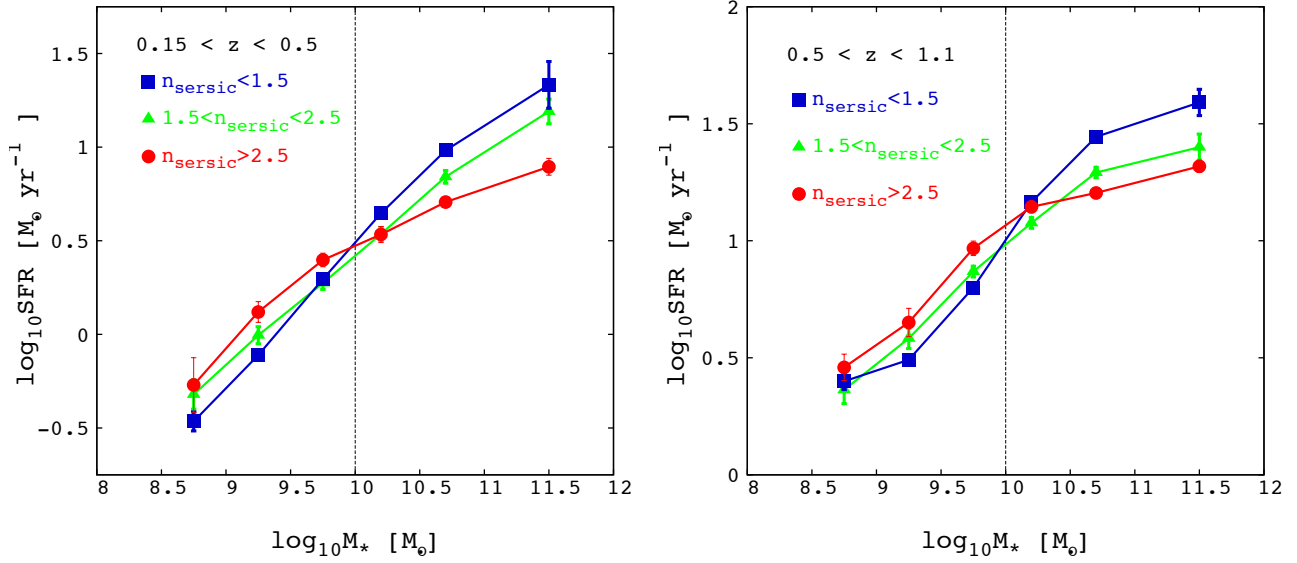 0.15 < z < 0.5
n_sersic<1.5
1.5<n_sersic<2.5
n_sersic>2.5
log₁₀SFR [M⊙ yr⁻¹]
1.5
1
0.5
0
−0.5
8 8.5 9 9.5 10 10.5 11 11.5 12
log₁₀M* [M⊙]
0.5 < z < 1.1
n_sersic<1.5
1.5<n_sersic<2.5
n_sersic>2.5
log₁₀SFR [M⊙ yr⁻¹]
2
1.5
1
0.5
0
8 8.5 9 9.5 10 10.5 11 11.5 12
log₁₀M* [M⊙]